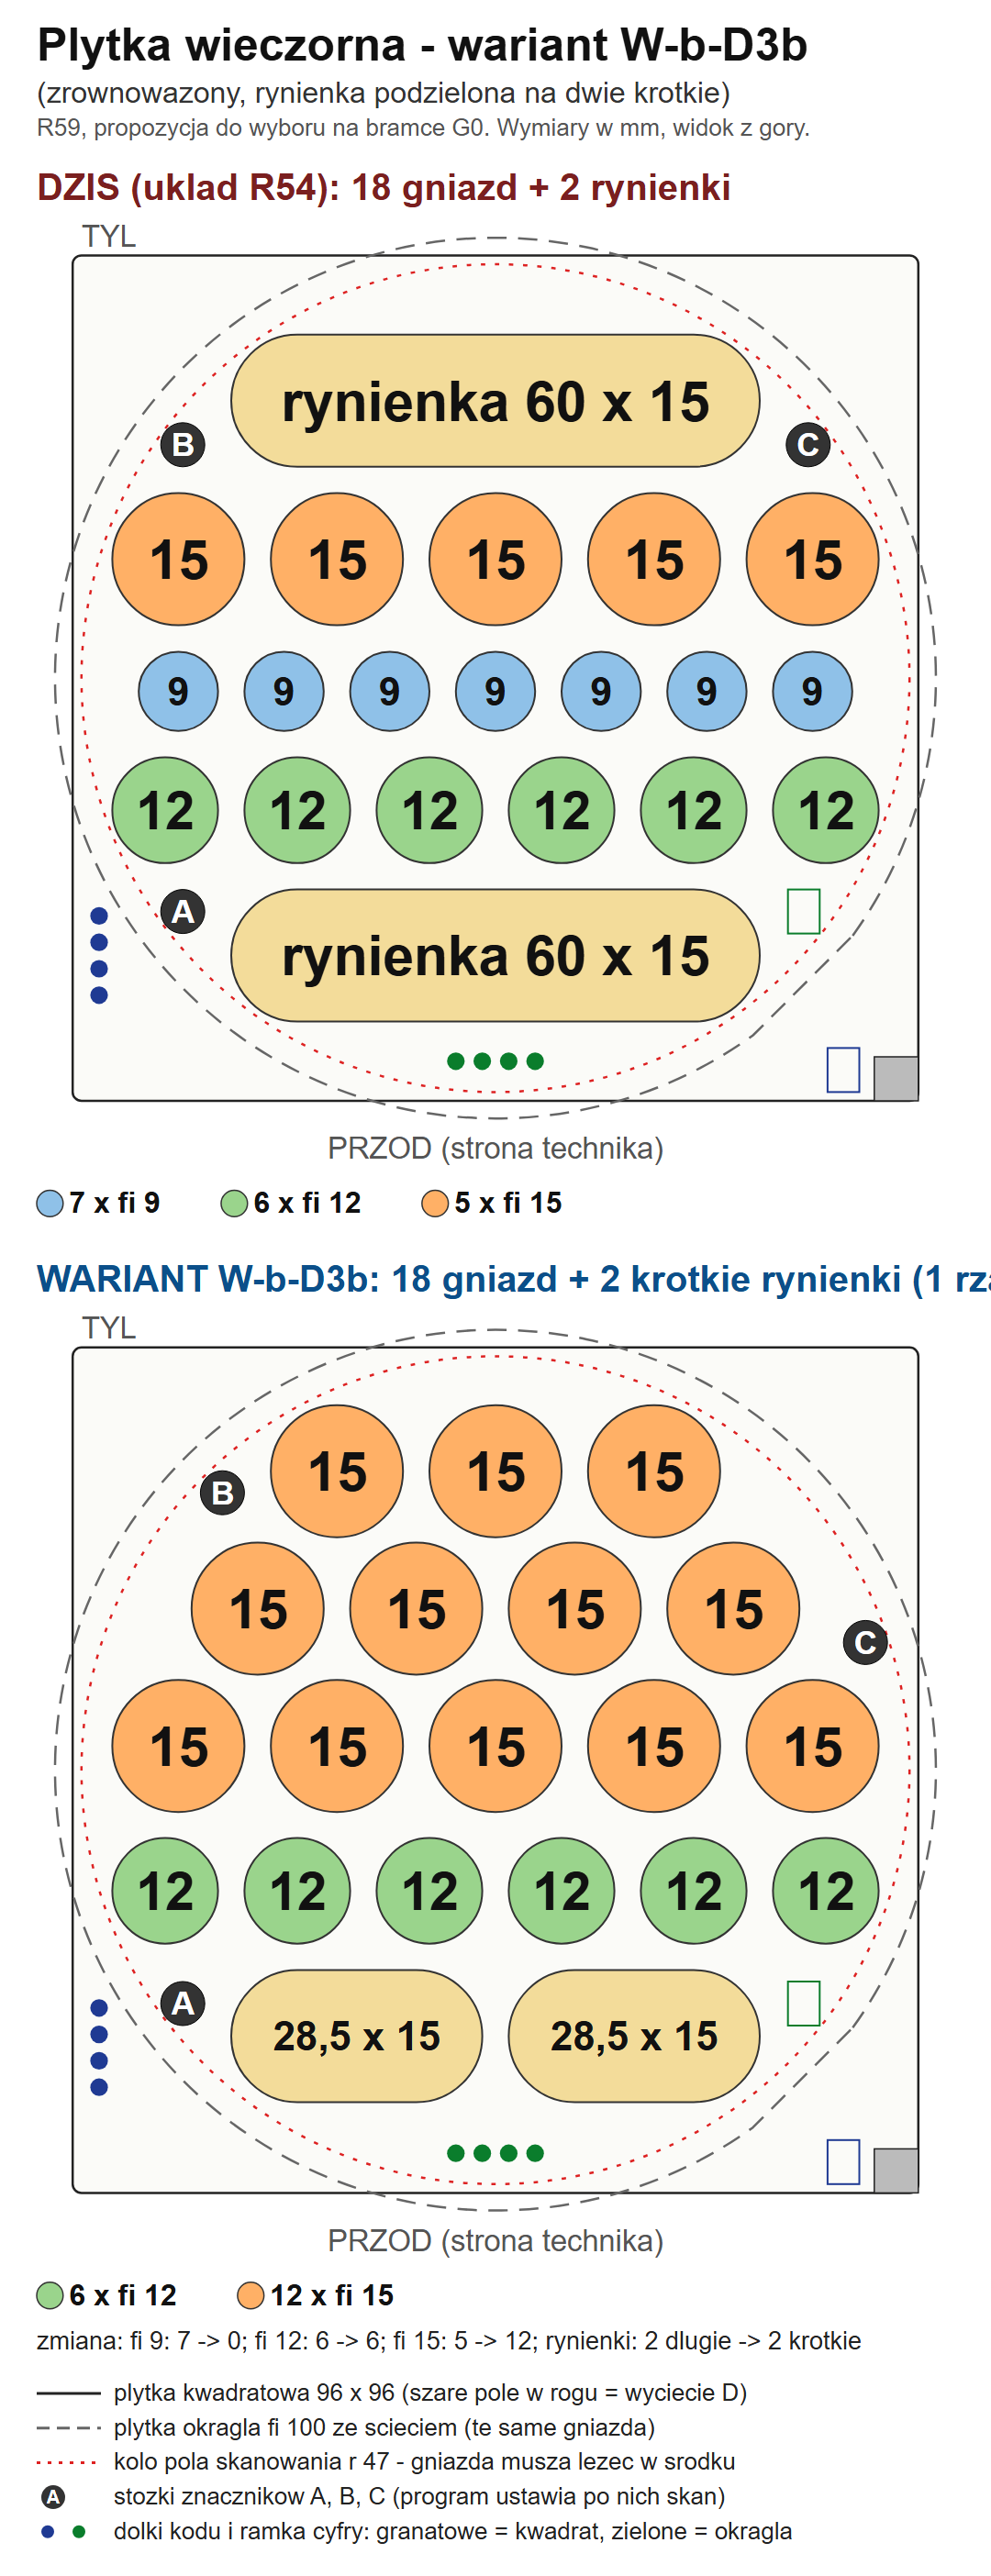 Plytka wieczorna - wariant W-b-D3b
(zrownowazony, rynienka podzielona na dwie krotkie)
R59, propozycja do wyboru na bramce G0. Wymiary w mm, widok z gory.
DZIS (uklad R54): 18 gniazd + 2 rynienki
TYL
rynienka 60 x 15
B C
15 15 15 15 15
9 9 9 9 9 9 9
12 12 12 12 12 12
A
rynienka 60 x 15
PRZOD (strona technika)
7 x fi 9 6 x fi 12 5 x fi 15
WARIANT W-b-D3b: 18 gniazd + 2 krotkie rynienki (1 rz
TYL
15 15 15
B
15 15 15 15
C
15 15 15 15 15
12 12 12 12 12 12
A
28,5 x 15 28,5 x 15
PRZOD (strona technika)
6 x fi 12 12 x fi 15
zmiana: fi 9: 7 -> 0; fi 12: 6 -> 6; fi 15: 5 -> 12; rynienki: 2 dlugie -> 2 krotkie
plytka kwadratowa 96 x 96 (szare pole w rogu = wyciecie D)
plytka okragla fi 100 ze scieciem (te same gniazda)
kolo pola skanowania r 47 - gniazda musza lezec w srodku
A stozki znacznikow A, B, C (program ustawia po nich skan)
dolki kodu i ramka cyfry: granatowe = kwadrat, zielone = okragla